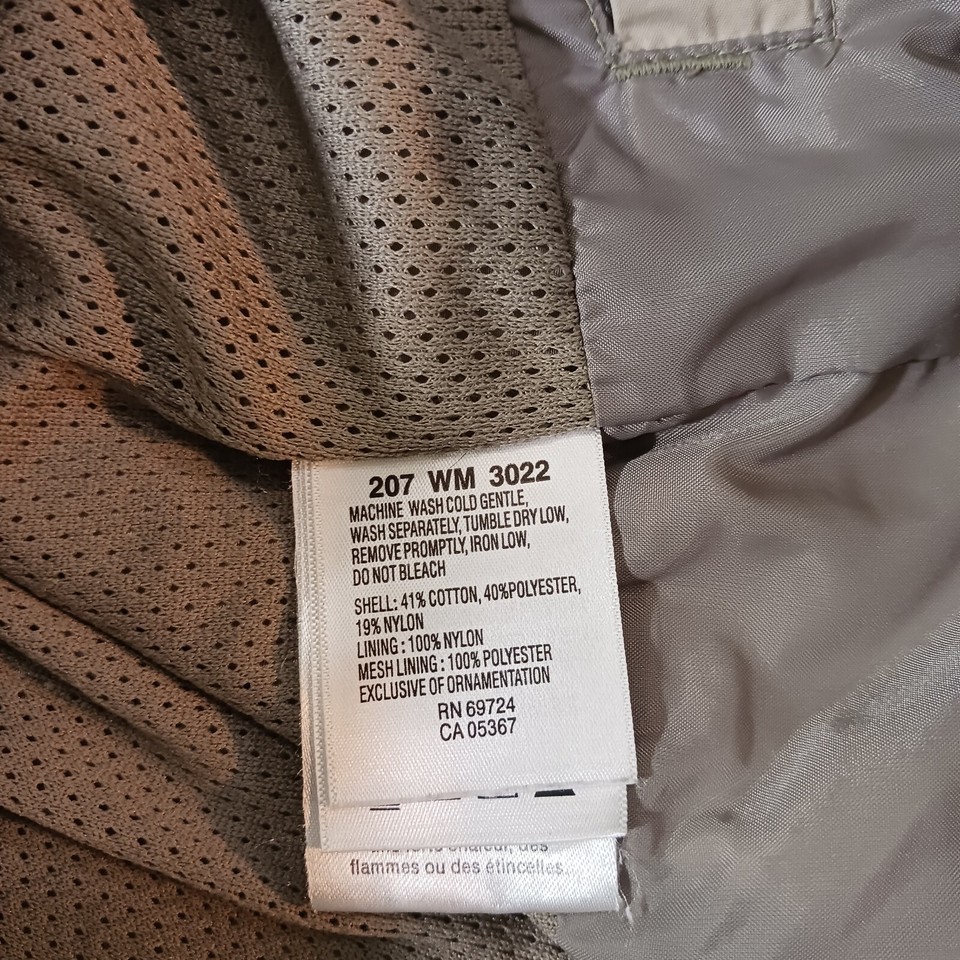 207 WM 3022
MACHINE WASH COLD GENTLE,
WASH SEPARATELY, TUMBLE DRY LOW,
REMOVE PROMPTLY, IRON LOW,
DO NOT BLEACH
SHELL: 41% COTTON, 40%POLYESTER,
19% NYLON
LINING : 100% NYLON
MESH LINING : 100% POLYESTER
EXCLUSIVE OF ORNAMENTATION
RN 69724
CA 05367
des
flammes ou des étincelles.